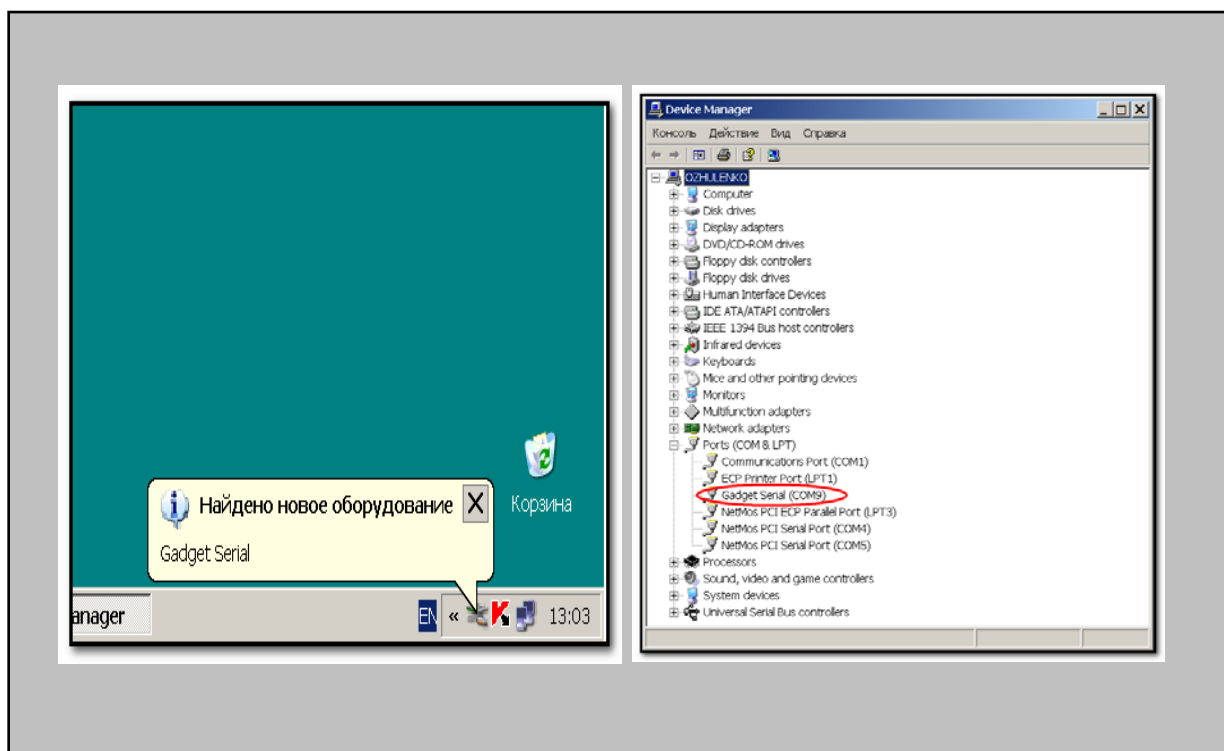 Корзина
Найдено новое оборудование
Gadget Serial
anager
EN « 13:03
Device Manager
Консоль Действие Вид Справка
OZHULENKO
Computer
Disk drives
Display adapters
DVD/CD-ROM drives
Floppy disk controllers
Floppy disk drives
Human Interface Devices
IDE ATA/ATAPI controllers
IEEE 1394 Bus host controllers
Infrared devices
Keyboards
Mice and other pointing devices
Monitors
Multifunction adapters
Network adapters
Ports (COM & LPT)
Communications Port (COM1)
ECP Printer Port (LPT1)
Gadget Serial (COM9)
NetMos PCI ECP Parallel Port (LPT3)
NetMos PCI Serial Port (COM4)
NetMos PCI Serial Port (COM5)
Processors
Sound, video and game controllers
System devices
Universal Serial Bus controllers